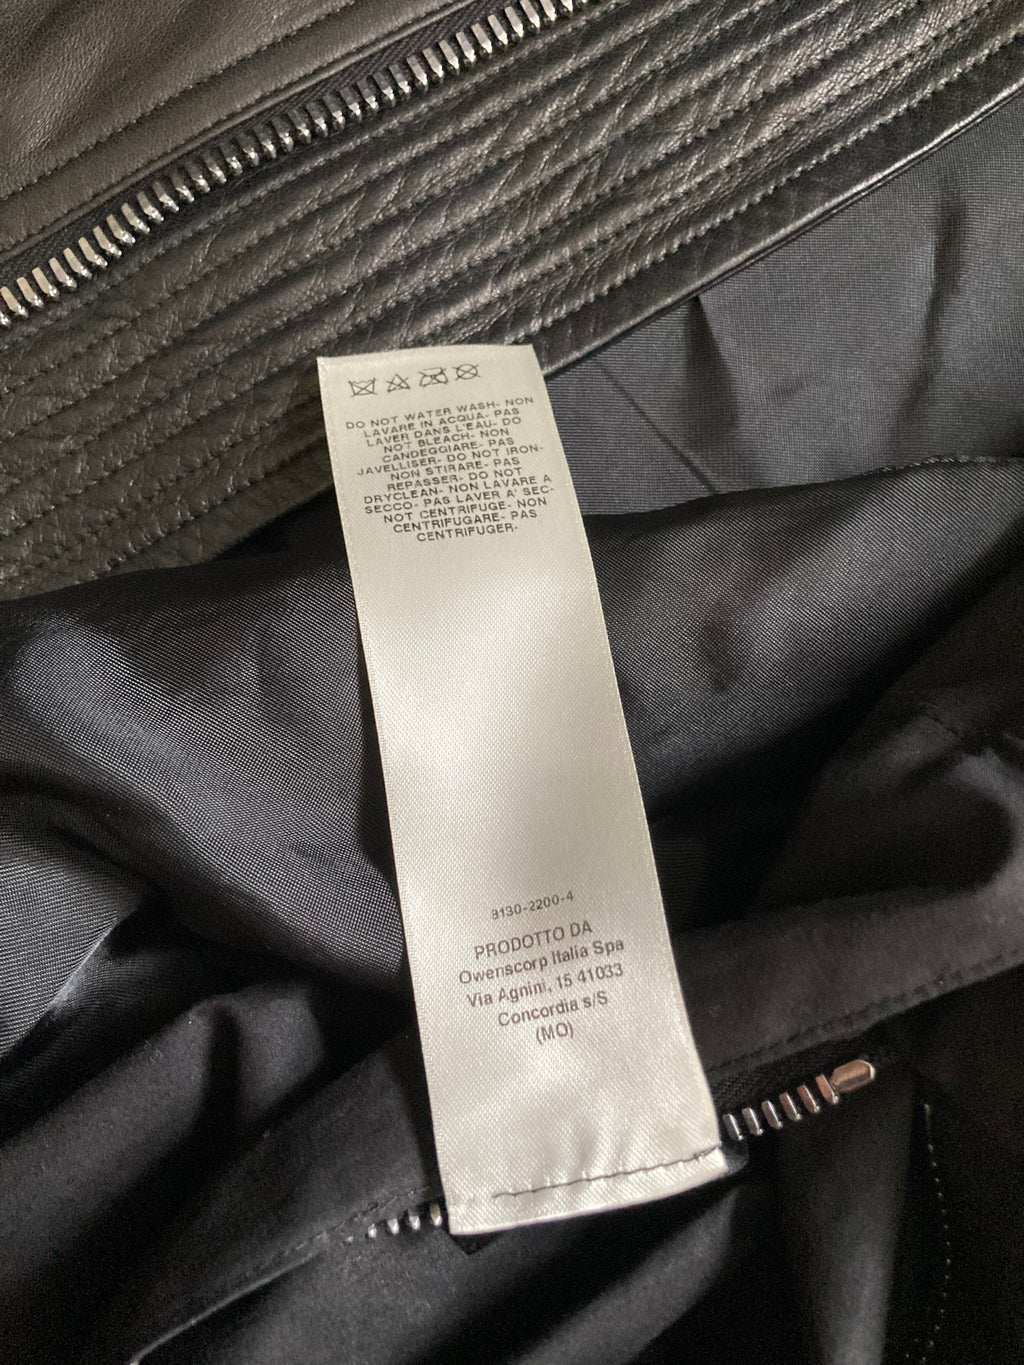 DO NOT WATER WASH- NON
LAVARE IN ACQUA- PAS
LAVER DANS L'EAU- DO
NOT BLEACH- NON
CANDEGGIARE- PAS
JAVELLISER- DO NOT IRON-
NON STIRARE- PAS
REPASSER- DO NOT
DRYCLEAN- NON LAVARE A
SECCO- PAS LAVER A' SEC-
NOT CENTRIFUGE- NON
CENTRIFUGARE- PAS
CENTRIFUGER-
8130-2200-4
PRODOTTO DA
Owenscorp Italia Spa
Via Agnini, 15 41033
Concordia s/S
(MO)